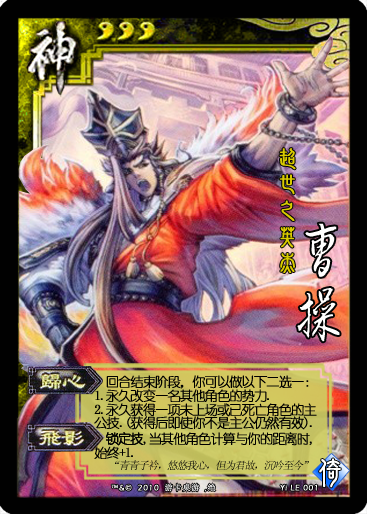 神
超世之英杰
曹操
歸心
回合结束阶段，你可以做以下二选一：
1.永久改变一名其他角色的势力.
2.永久获得一项未上场或已死亡角色的主
公技.（获得后即使你不是主公仍然有效）.
飛影
锁定技,当其他角色计算与你的距离时,
始终+1.
“青青子衿，悠悠我心，但为君故，沉吟至今”
™&© 2010 游卡桌游
Yi LE 001
倚